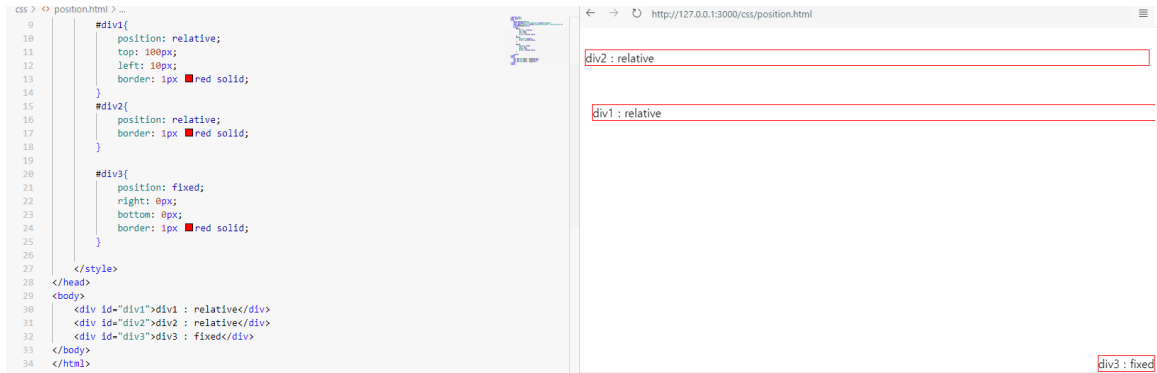 css > <> position.html > ...
9 #div1{
10 position: relative;
11 top: 100px;
12 left: 10px;
13 border: 1px red solid;
14 }
15 #div2{
16 position: relative;
17 border: 1px red solid;
18 }
19
20 #div3{
21 position: fixed;
22 right: 0px;
23 bottom: 0px;
24 border: 1px red solid;
25 }
26
27 </style>
28 </head>
29 <body>
30 <div id="div1">div1 : relative</div>
31 <div id="div2">div2 : relative</div>
32 <div id="div3">div3 : fixed</div>
33 </body>
34 </html>
http://127.0.0.1:3000/css/position.html
div2 : relative
div1 : relative
div3 : fixed